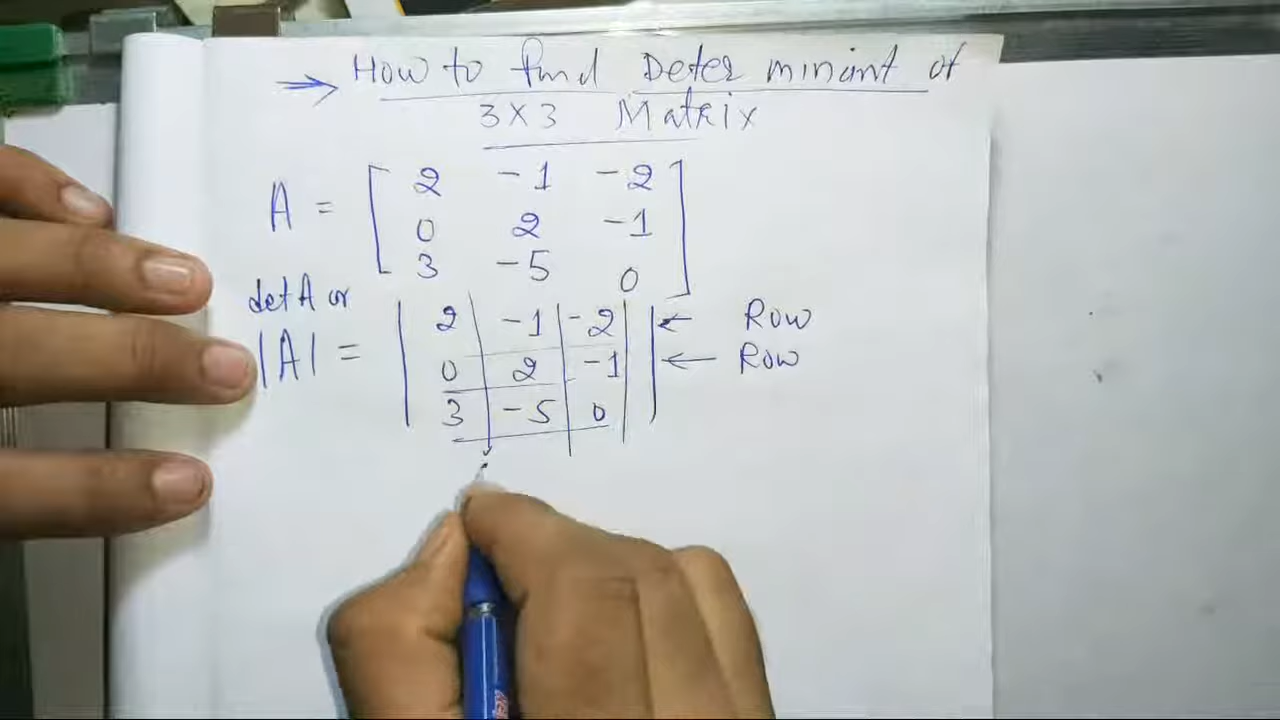 → How to find Determinant of
3×3 Matrix
A = [ 2 -1 -2
0 2 -1
3 -5 0 ]
det A or
|A| = | 2 -1 -2 | ← Row
0 2 -1 ← Row
3 -5 0